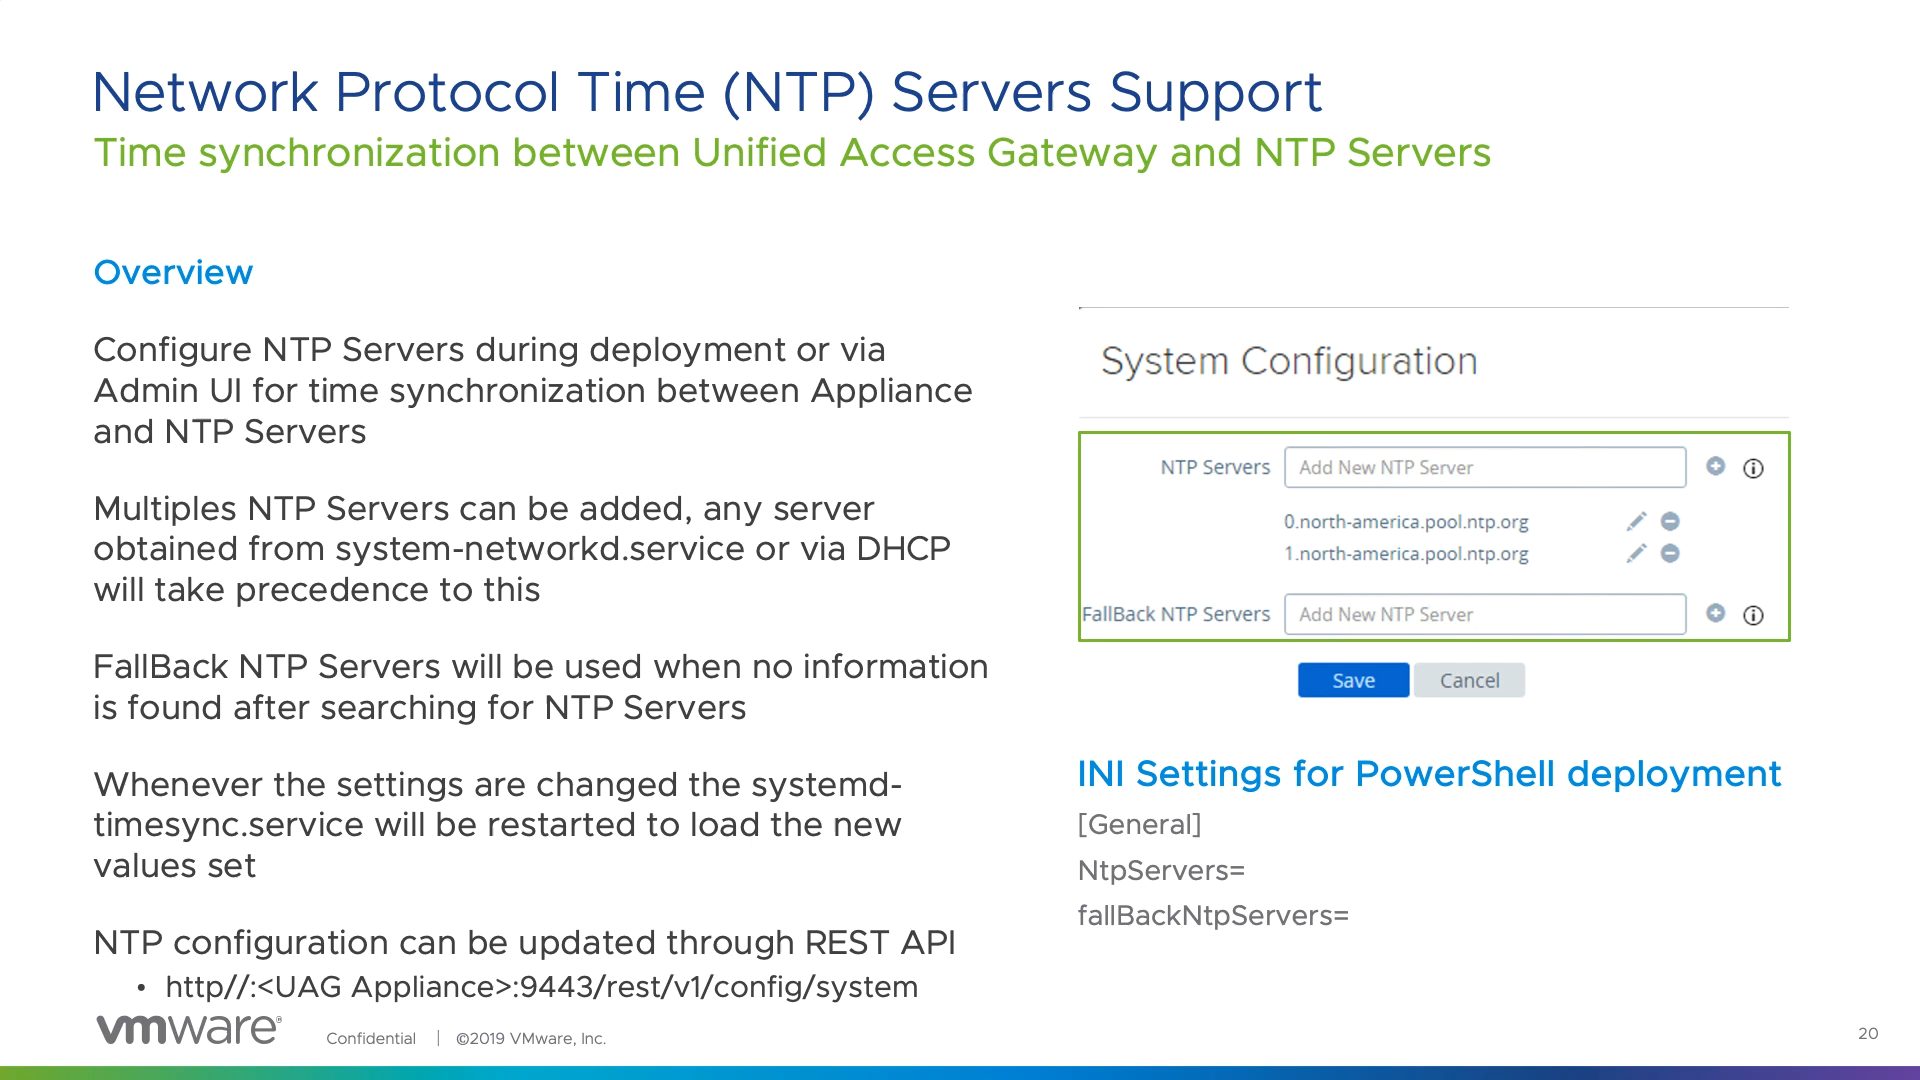 Network Protocol Time (NTP) Servers Support
Time synchronization between Unified Access Gateway and NTP Servers
Overview
Configure NTP Servers during deployment or via
Admin UI for time synchronization between Appliance
and NTP Servers
Multiples NTP Servers can be added, any server
obtained from system-networkd.service or via DHCP
will take precedence to this
FallBack NTP Servers will be used when no information
is found after searching for NTP Servers
Whenever the settings are changed the systemd-
timesync.service will be restarted to load the new
values set
NTP configuration can be updated through REST API
• http//:<UAG Appliance>:9443/rest/v1/config/system
System Configuration
NTP Servers Add New NTP Server
0.north-america.pool.ntp.org
1.north-america.pool.ntp.org
FallBack NTP Servers Add New NTP Server
Save Cancel
INI Settings for PowerShell deployment
[General]
NtpServers=
fallBackNtpServers=
vmware® Confidential | ©2019 VMware, Inc. 20